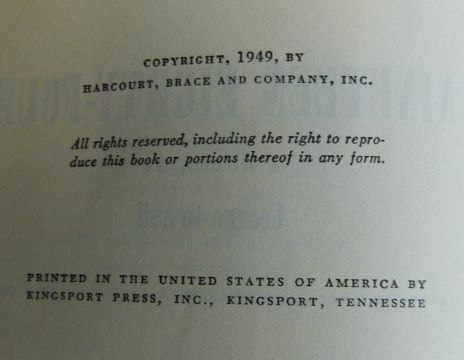 COPYRIGHT, 1949, BY
HARCOURT, BRACE AND COMPANY, INC.
All rights reserved, including the right to repro-
duce this book or portions thereof in any form.
PRINTED IN THE UNITED STATES OF AMERICA BY
KINGSPORT PRESS, INC., KINGSPORT, TENNESSEE